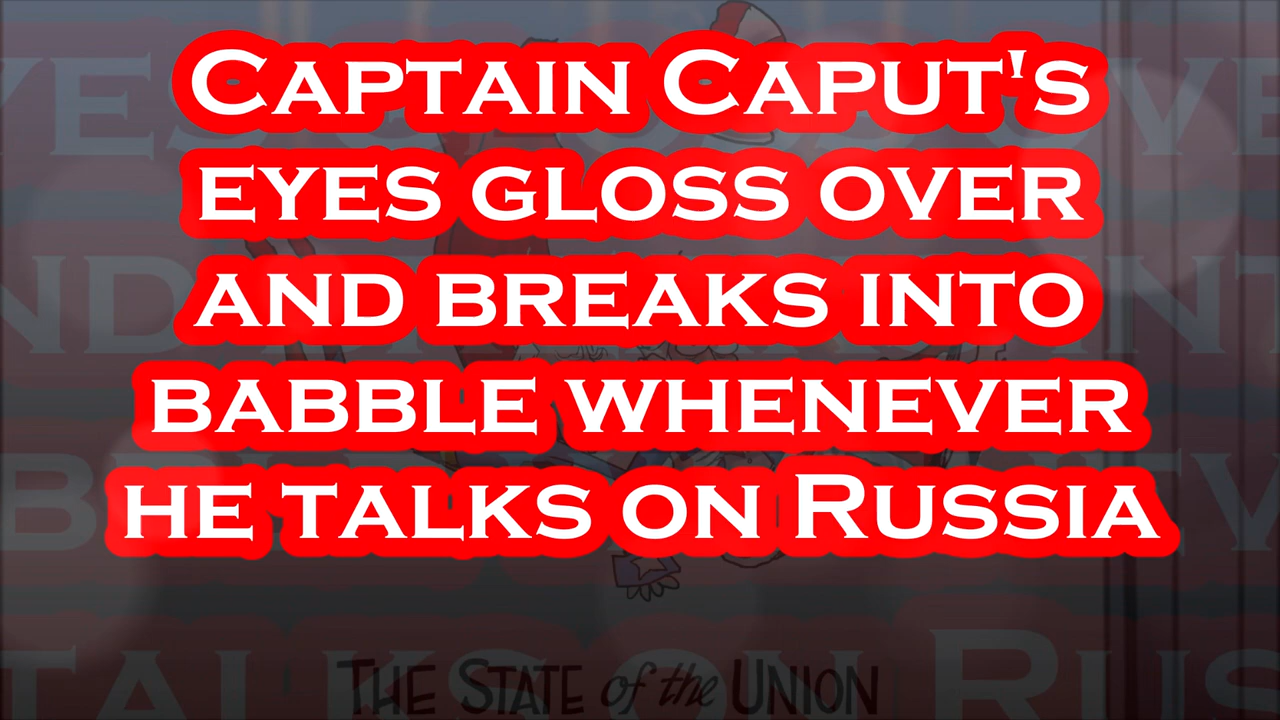 Captain Caput's
eyes gloss over
and breaks into
babble whenever
he talks on Russia
The State of the Union